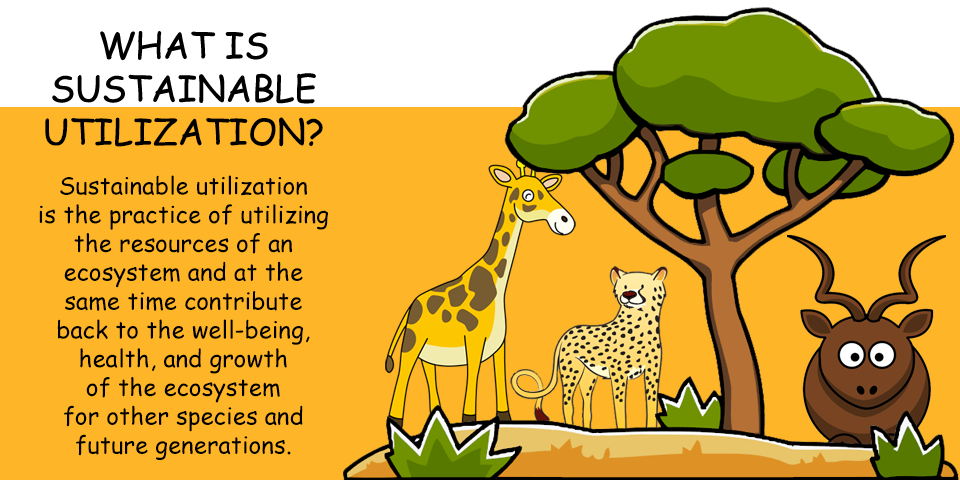 WHAT IS
SUSTAINABLE
UTILIZATION?
Sustainable utilization
is the practice of utilizing
the resources of an
ecosystem and at the
same time contribute
back to the well-being,
health, and growth
of the ecosystem
for other species and
future generations.